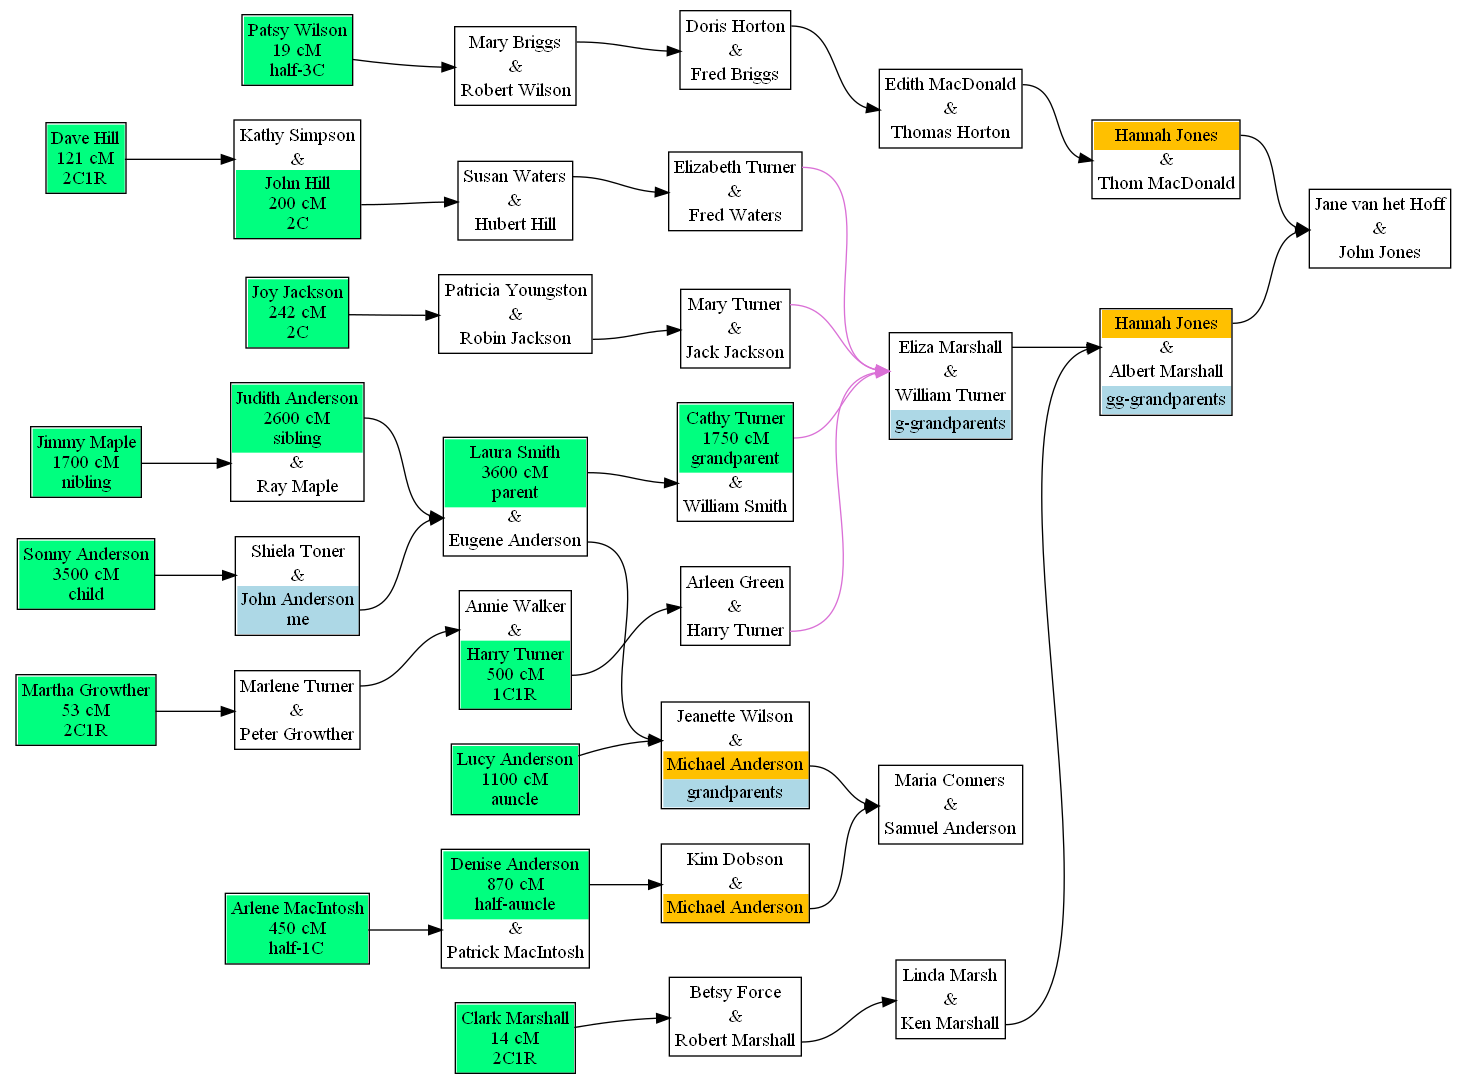 Patsy Wilson
19 cM
half-3C
Mary Briggs
&
Robert Wilson
Doris Horton
&
Fred Briggs
Edith MacDonald
&
Thomas Horton
Hannah Jones
&
Thom MacDonald
Jane van het Hoff
&
John Jones
Dave Hill
121 cM
2C1R
Kathy Simpson
&
John Hill
200 cM
2C
Susan Waters
&
Hubert Hill
Elizabeth Turner
&
Fred Waters
Joy Jackson
242 cM
2C
Patricia Youngston
&
Robin Jackson
Mary Turner
&
Jack Jackson
Eliza Marshall
&
William Turner
g-grandparents
Hannah Jones
&
Albert Marshall
gg-grandparents
Jimmy Maple
1700 cM
nibling
Judith Anderson
2600 cM
sibling
&
Ray Maple
Laura Smith
3600 cM
parent
&
Eugene Anderson
Cathy Turner
1750 cM
grandparent
&
William Smith
Sonny Anderson
3500 cM
child
Shiela Toner
&
John Anderson
me
Annie Walker
&
Harry Turner
500 cM
1C1R
Arleen Green
&
Harry Turner
Martha Growther
53 cM
2C1R
Marlene Turner
&
Peter Growther
Lucy Anderson
1100 cM
auncle
Jeanette Wilson
&
Michael Anderson
grandparents
Maria Conners
&
Samuel Anderson
Arlene MacIntosh
450 cM
half-1C
Denise Anderson
870 cM
half-auncle
&
Patrick MacIntosh
Kim Dobson
&
Michael Anderson
Clark Marshall
14 cM
2C1R
Betsy Force
&
Robert Marshall
Linda Marsh
&
Ken Marshall